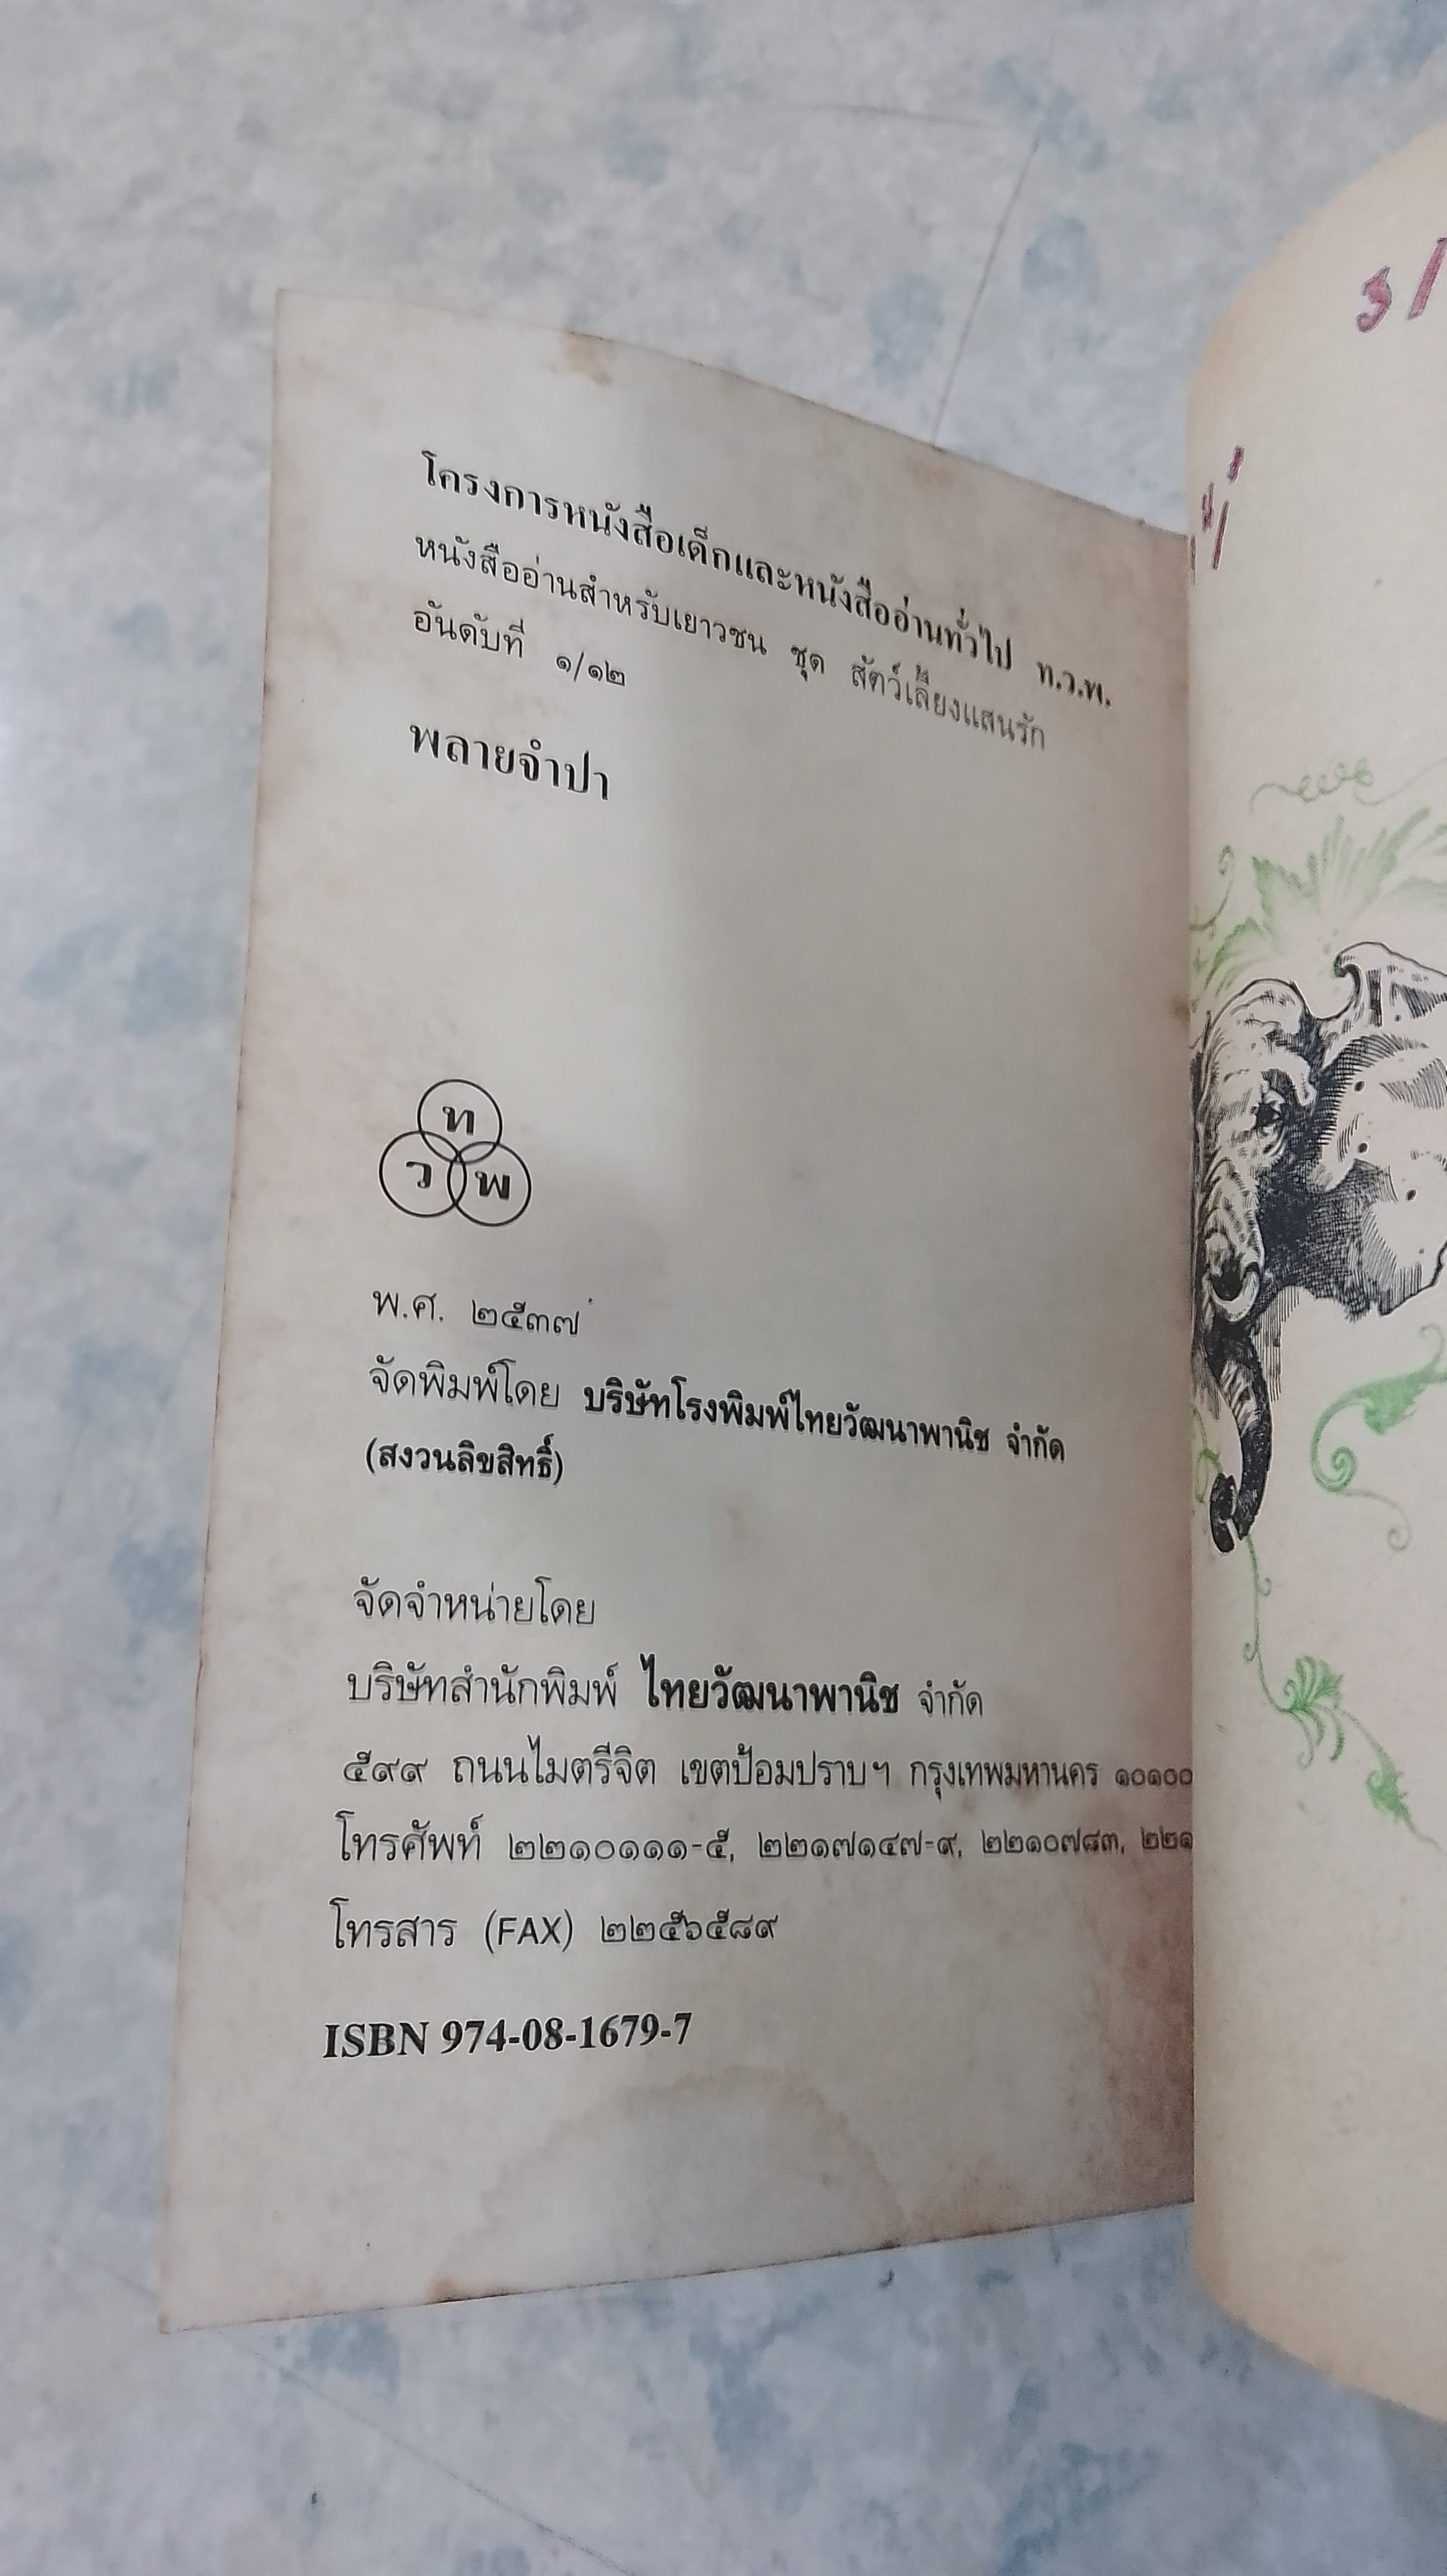 โครงการหนังสือเด็กและหนังสืออ่านทั่วไป ท.ว.พ.
หนังสืออ่านสำหรับเยาวชน ชุด สัตว์เลี้ยงแสนรัก
อันดับที่ ๑/๑๒
พลายจำปา
ท
ว พ
พ.ศ. ๒๕๓๗
จัดพิมพ์โดย บริษัทโรงพิมพ์ไทยวัฒนาพานิช จำกัด
(สงวนลิขสิทธิ์)
จัดจำหน่ายโดย
บริษัทสำนักพิมพ์ ไทยวัฒนาพานิช จำกัด
๕๙๙ ถนนไมตรีจิต เขตป้อมปราบฯ กรุงเทพมหานคร ๑๐๑๐๐
โทรศัพท์ ๒๒๑๐๑๑๑-๕, ๒๒๑๗๑๔๗-๙, ๒๒๑๐๗๘๓, ๒๒๑
โทรสาร (FAX) ๒๒๕๖๕๘๙
ISBN 974-08-1679-7